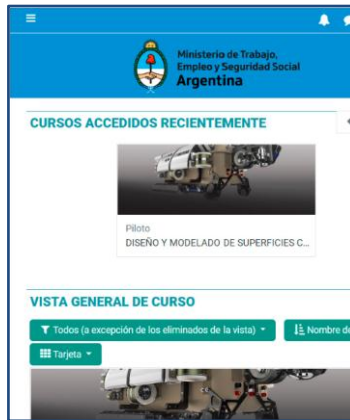 Ministerio de Trabajo,
Empleo y Seguridad Social
Argentina
CURSOS ACCEDIDOS RECIENTEMENTE
Piloto
DISEÑO Y MODELADO DE SUPERFICIES C...
VISTA GENERAL DE CURSO
Todos (a excepción de los eliminados de la vista)
Nombre de
Tarjeta